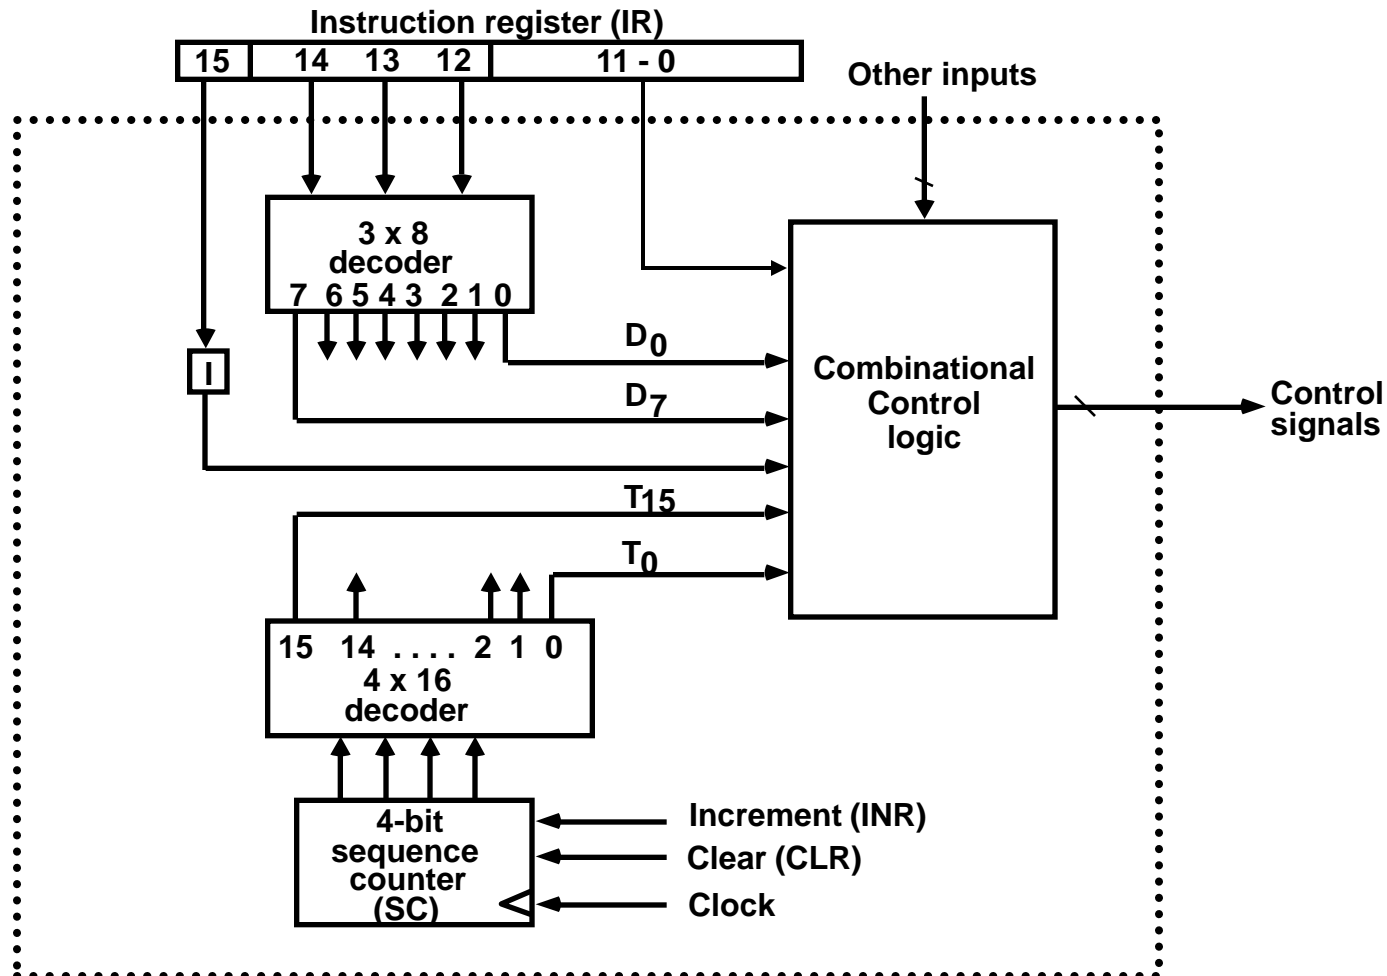 Instruction register (IR)
15 14 13 12 11 - 0
Other inputs
3 x 8
decoder
7 6 5 4 3 2 1 0
D0
I
Combinational
Control
logic
D7
Control
signals
T15
T0
15 14 . . . . 2 1 0
4 x 16
decoder
4-bit
sequence
counter
(SC)
Increment (INR)
Clear (CLR)
Clock